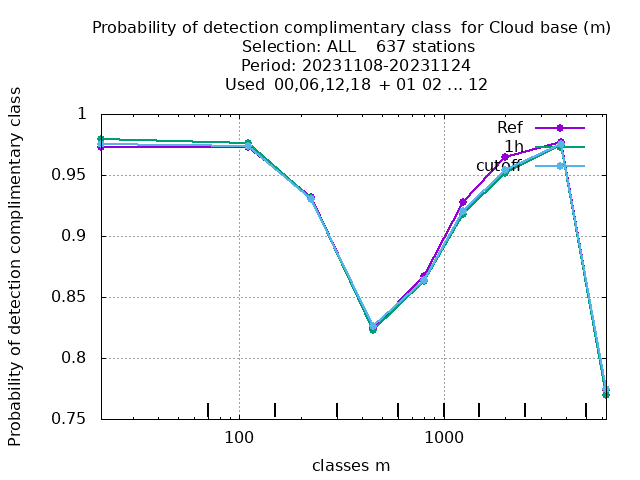 Probability of detection complimentary class  for Cloud base (m)
Selection: ALL    637 stations
Period: 20231108-20231124
Used  00,06,12,18 + 01 02 ... 12
Probability of detection complimentary class
1
0.95
0.9
0.85
0.8
0.75
Ref
1h
cutoff
100
1000
classes m